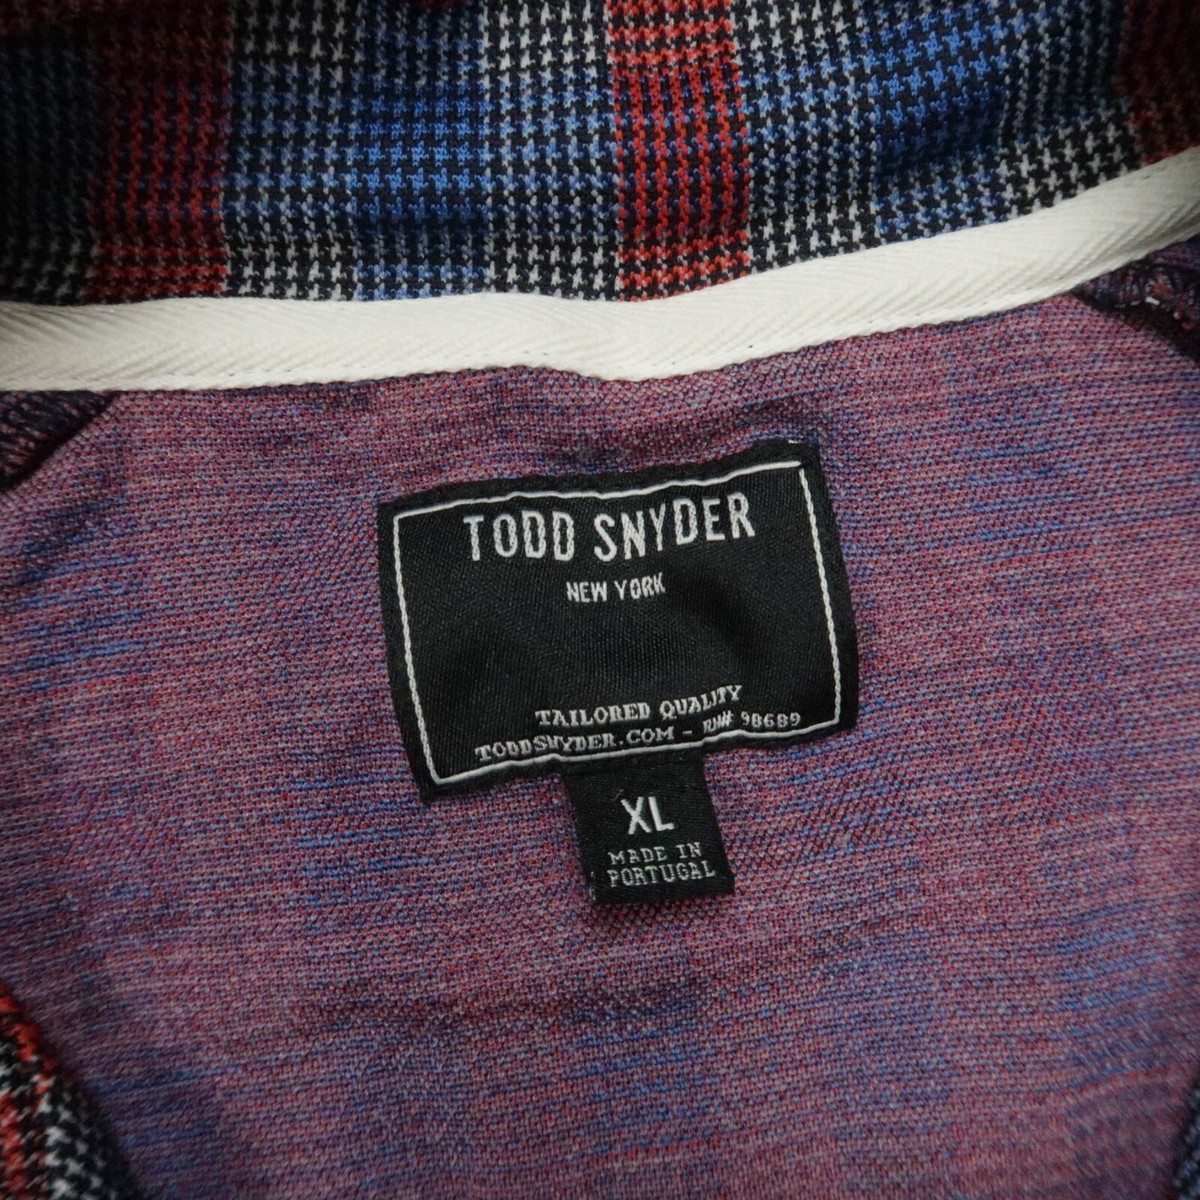 TODD SNYDER
NEW YORK
TAILORED QUALITY
TODDSNYDER.COM - RN# 98689
XL
MADE IN
PORTUGAL